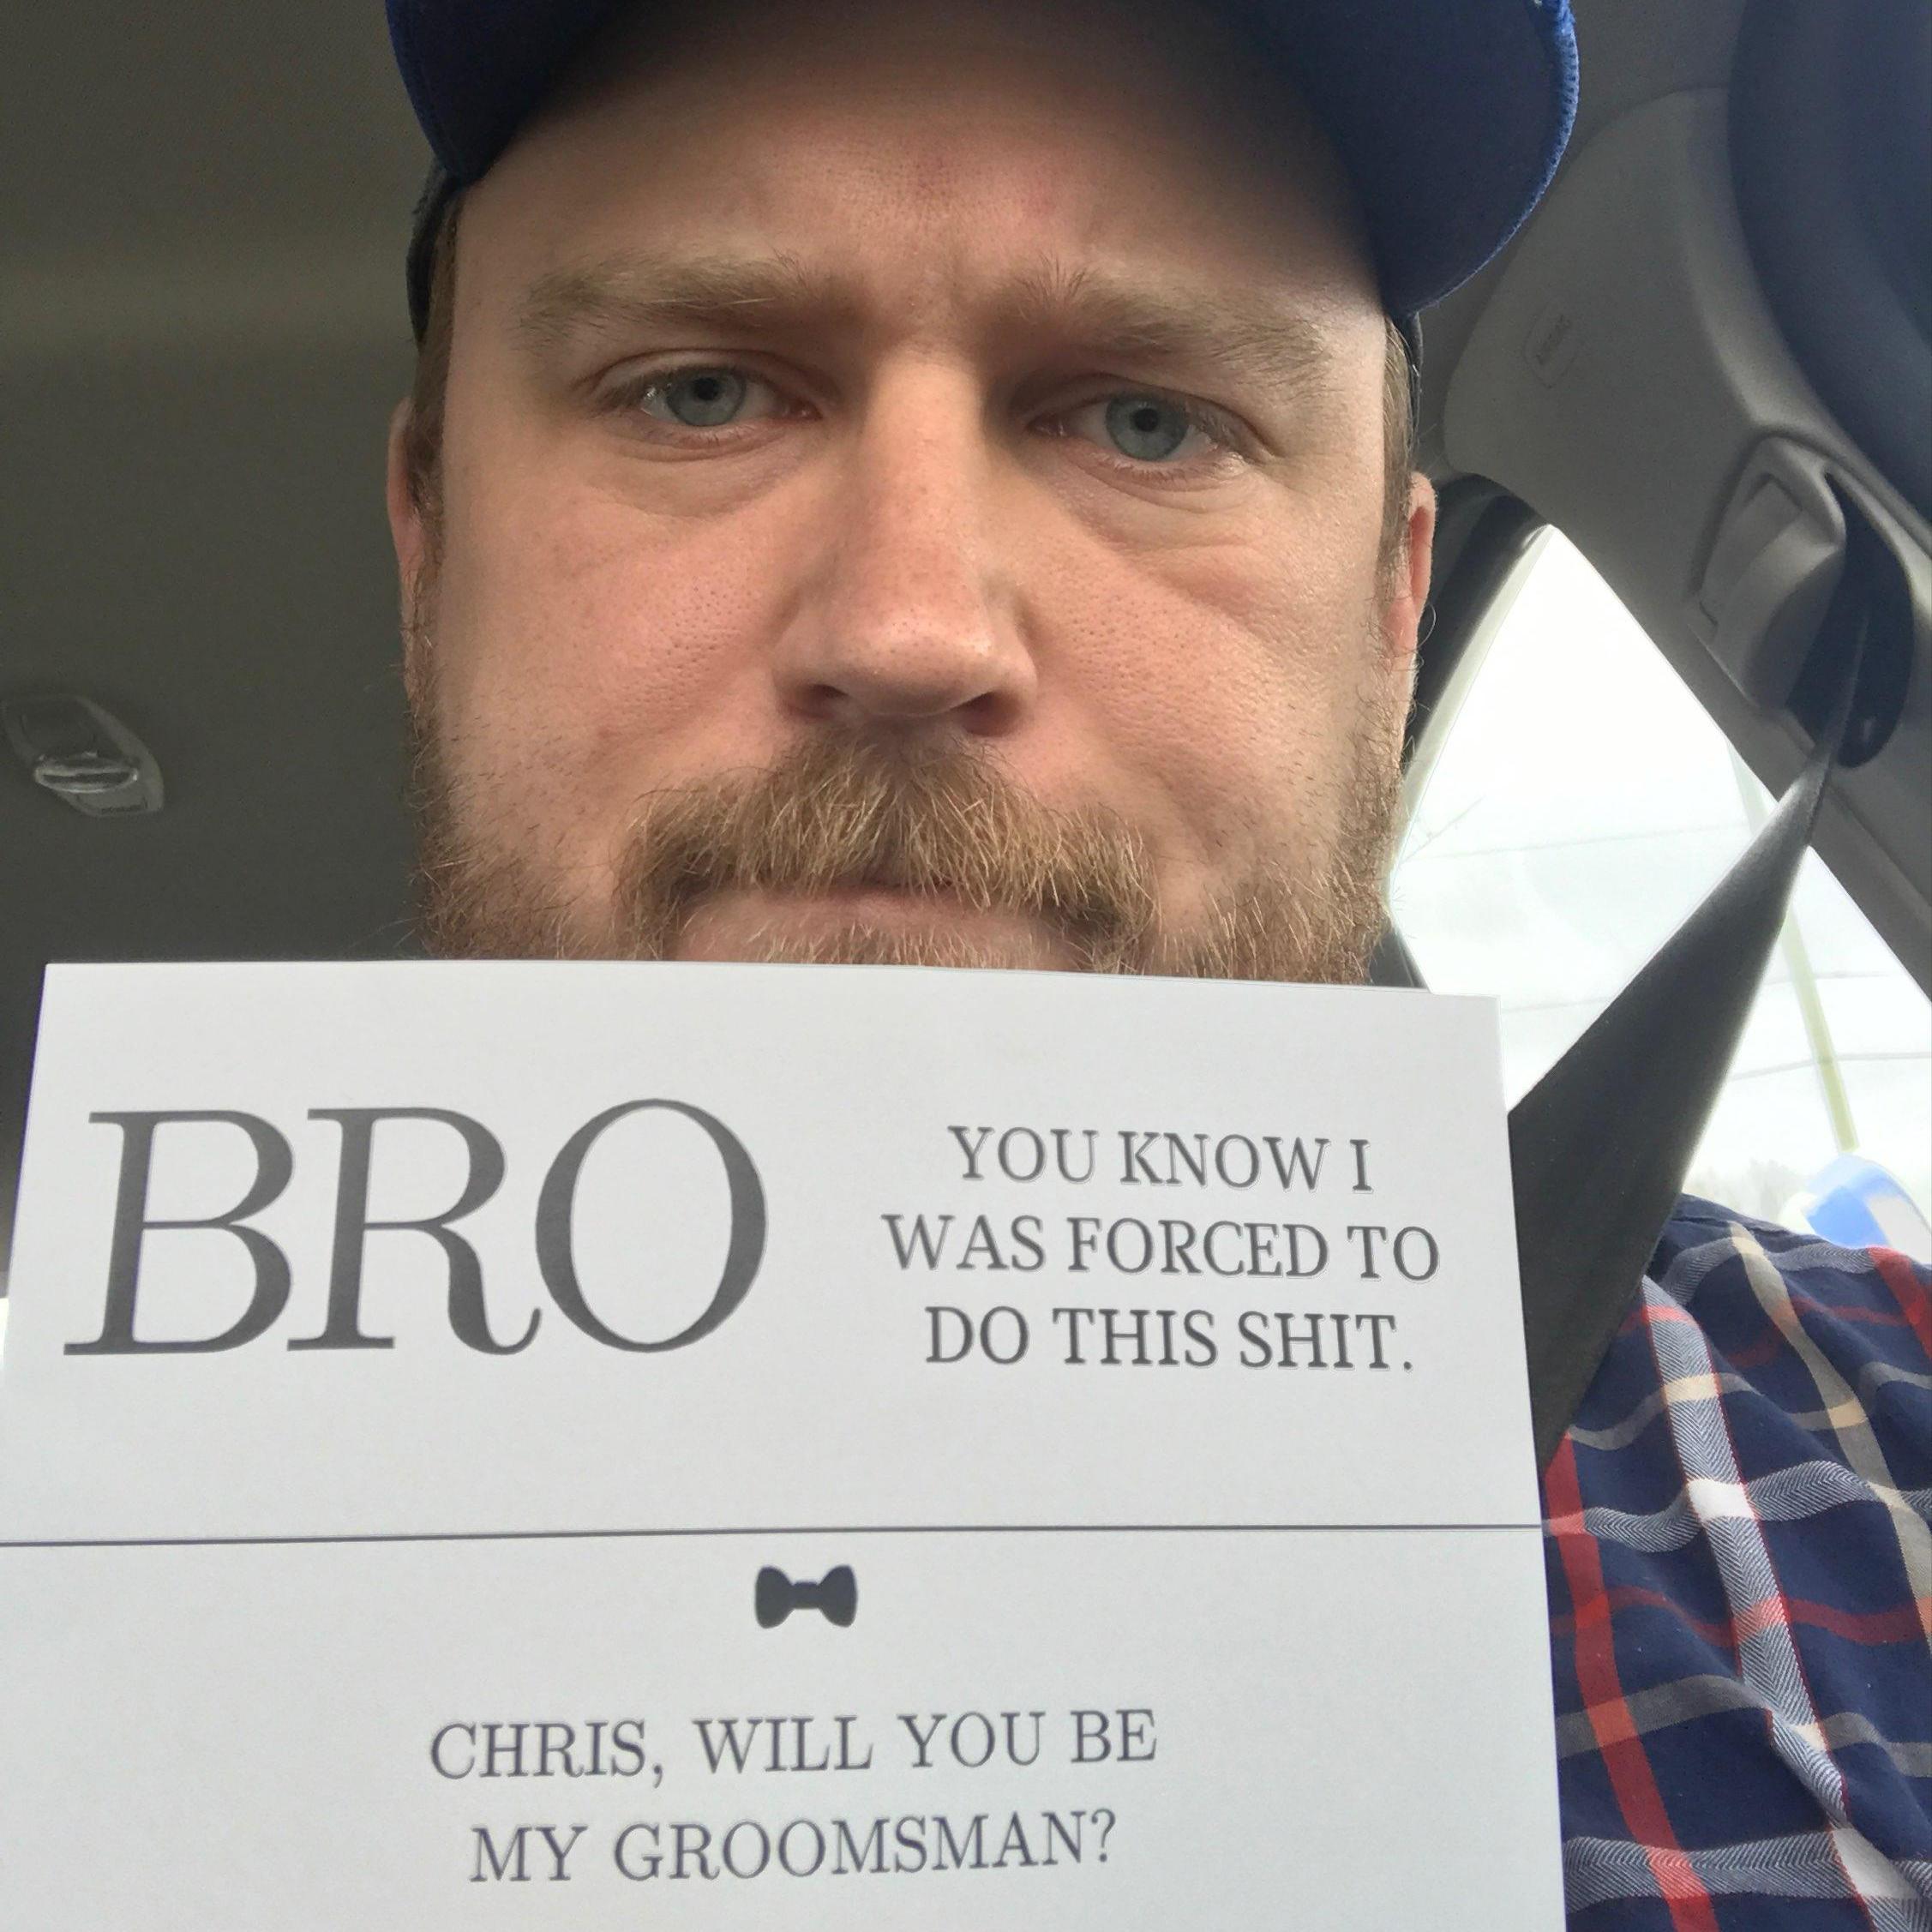 BRO
YOU KNOW I
WAS FORCED TO
DO THIS SHIT.
CHRIS, WILL YOU BE
MY GROOMSMAN?